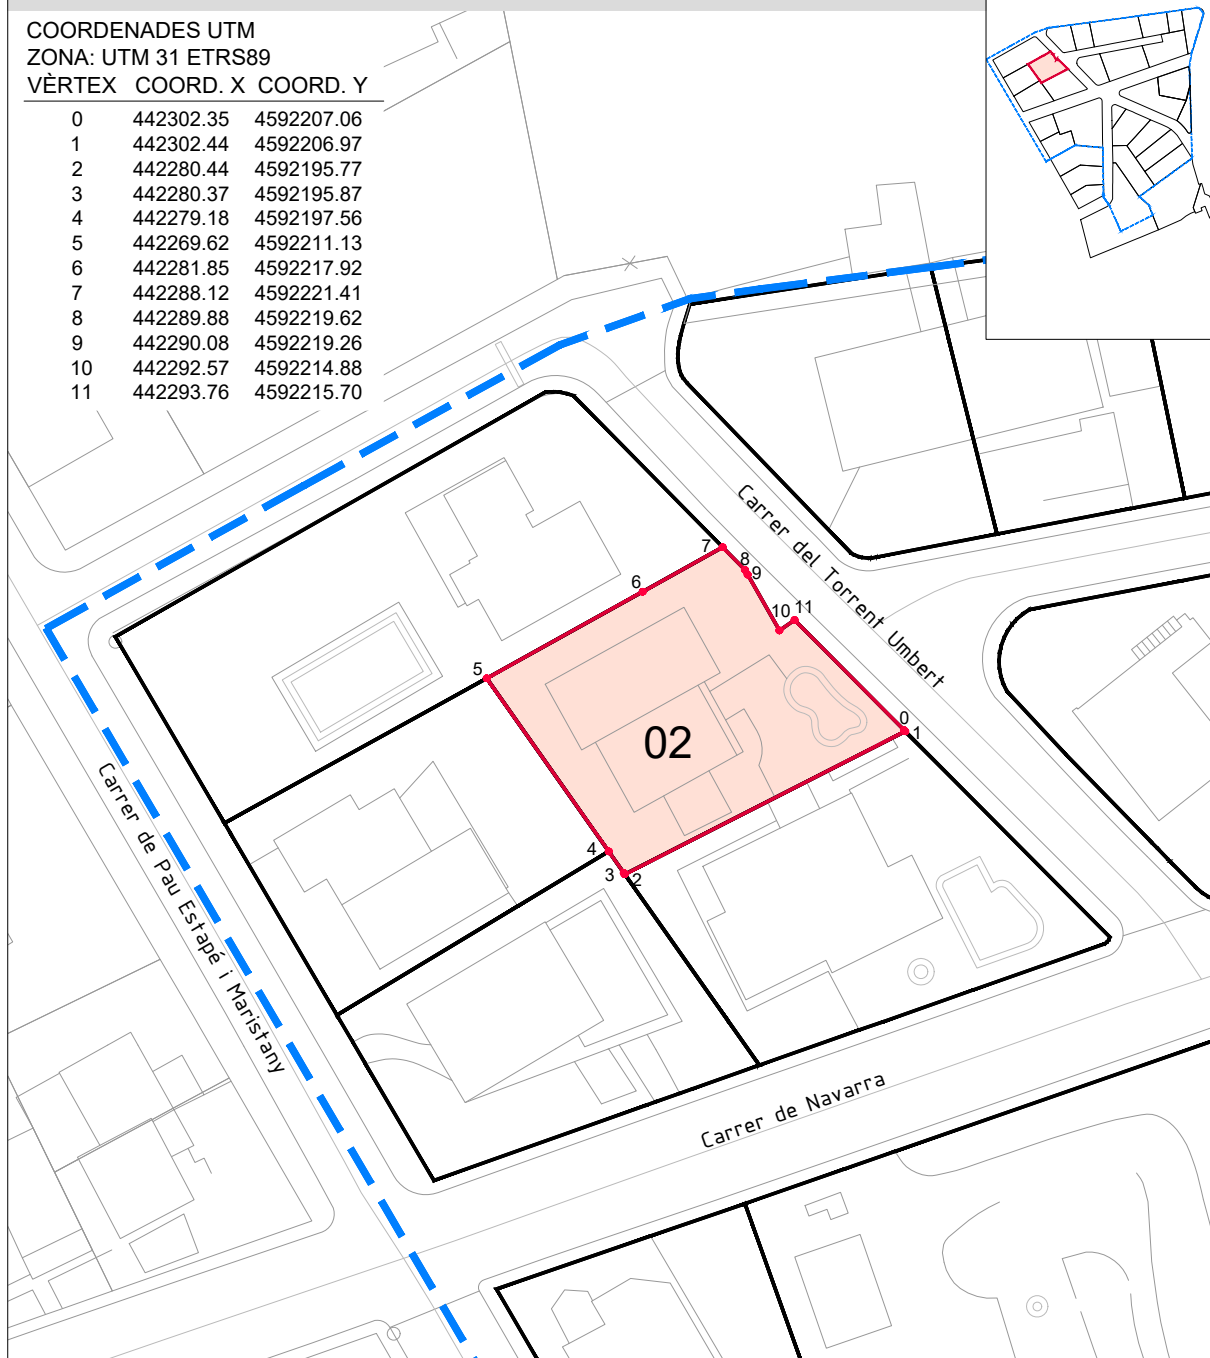 COORDENADES UTM
ZONA: UTM 31 ETRS89
VÈRTEX COORD. X COORD. Y
0 442302.35 4592207.06
1 442302.44 4592206.97
2 442280.44 4592195.77
3 442280.37 4592195.87
4 442279.18 4592197.56
5 442269.62 4592211.13
6 442281.85 4592217.92
7 442288.12 4592221.41
8 442289.88 4592219.62
9 442290.08 4592219.26
10 442292.57 4592214.88
11 442293.76 4592215.70
Carrer del Torrent Umbert
7
8
9
6
10 11
5
0
1
02
4
3 2
Carrer de Pau Estapé i Maristany
Carrer de Navarra